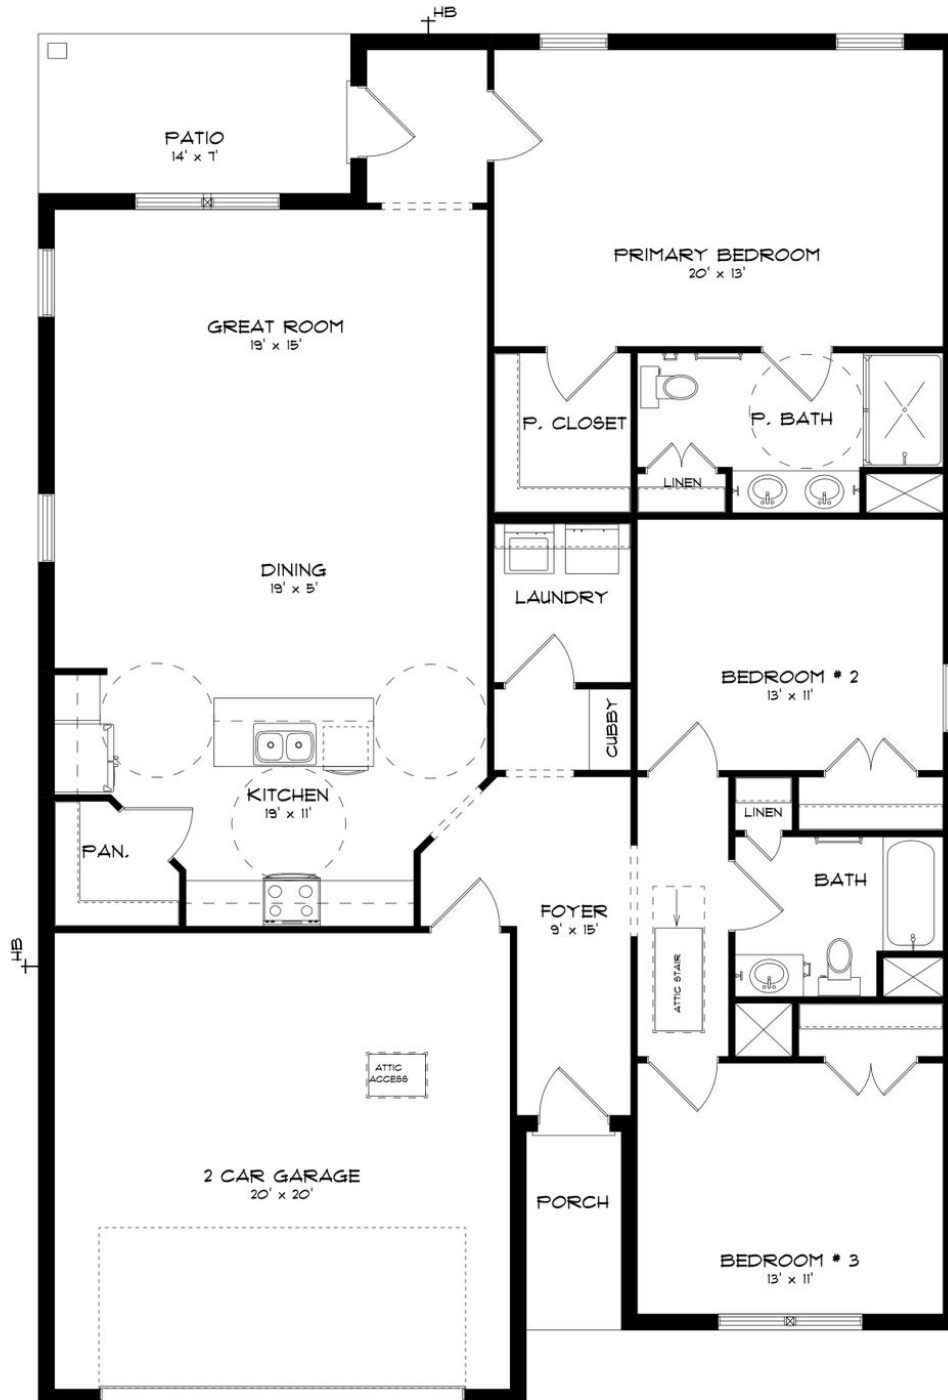 HB
PATIO
14' x 7'
PRIMARY BEDROOM
20' x 13'
GREAT ROOM
19' x 15'
P. CLOSET
P. BATH
LINEN
DINING
19' x 5'
LAUNDRY
BEDROOM # 2
13' x 11'
CUBBY
KITCHEN
19' x 11'
LINEN
PAN.
BATH
FOYER
9' x 15'
HB
ATTIC STAIR
ATTIC
ACCESS
2 CAR GARAGE
20' x 20'
PORCH
BEDROOM # 3
13' x 11'